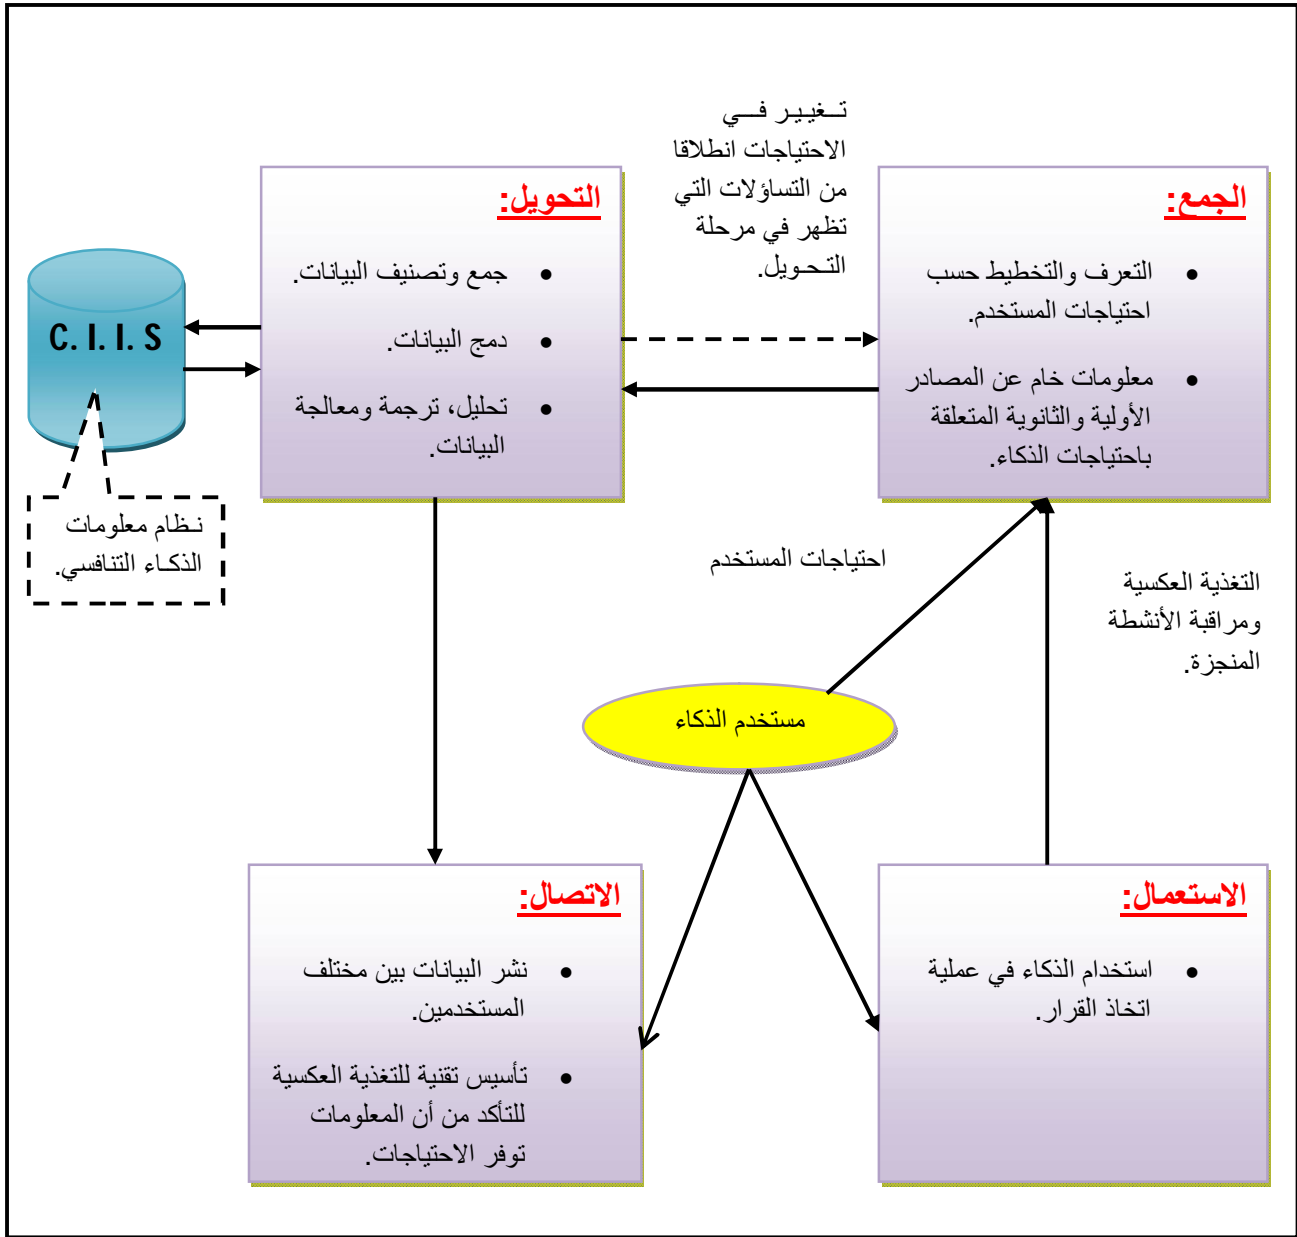 تـغيـيـر فـــي
الاحتياجات انطلاقا
من التساؤلات التي
تظهر في مرحلة
التـحـويل.
الجمع:
• التعرف والتخطيط حسب
احتياجات المستخدم.
• معلومات خام عن المصادر
الأولية والثانوية المتعلقة
باحتياجات الذكاء.
التحويل:
• جمع وتصنيف البيانات.
• دمج البيانات.
• تحليل، ترجمة ومعالجة
البيانات.
C. I. I. S
نـظام معلومات
الذكـاء التنافسي.
احتياجات المستخدم
التغذية العكسية
ومراقبة الأنشطة
المنجزة.
مستخدم الذكاء
الاستعمال:
• استخدام الذكاء في عملية
اتخاذ القرار.
الاتصال:
• نشر البيانات بين مختلف
المستخدمين.
• تأسيس تقنية للتغذية العكسية
للتأكد من أن المعلومات
توفر الاحتياجات.